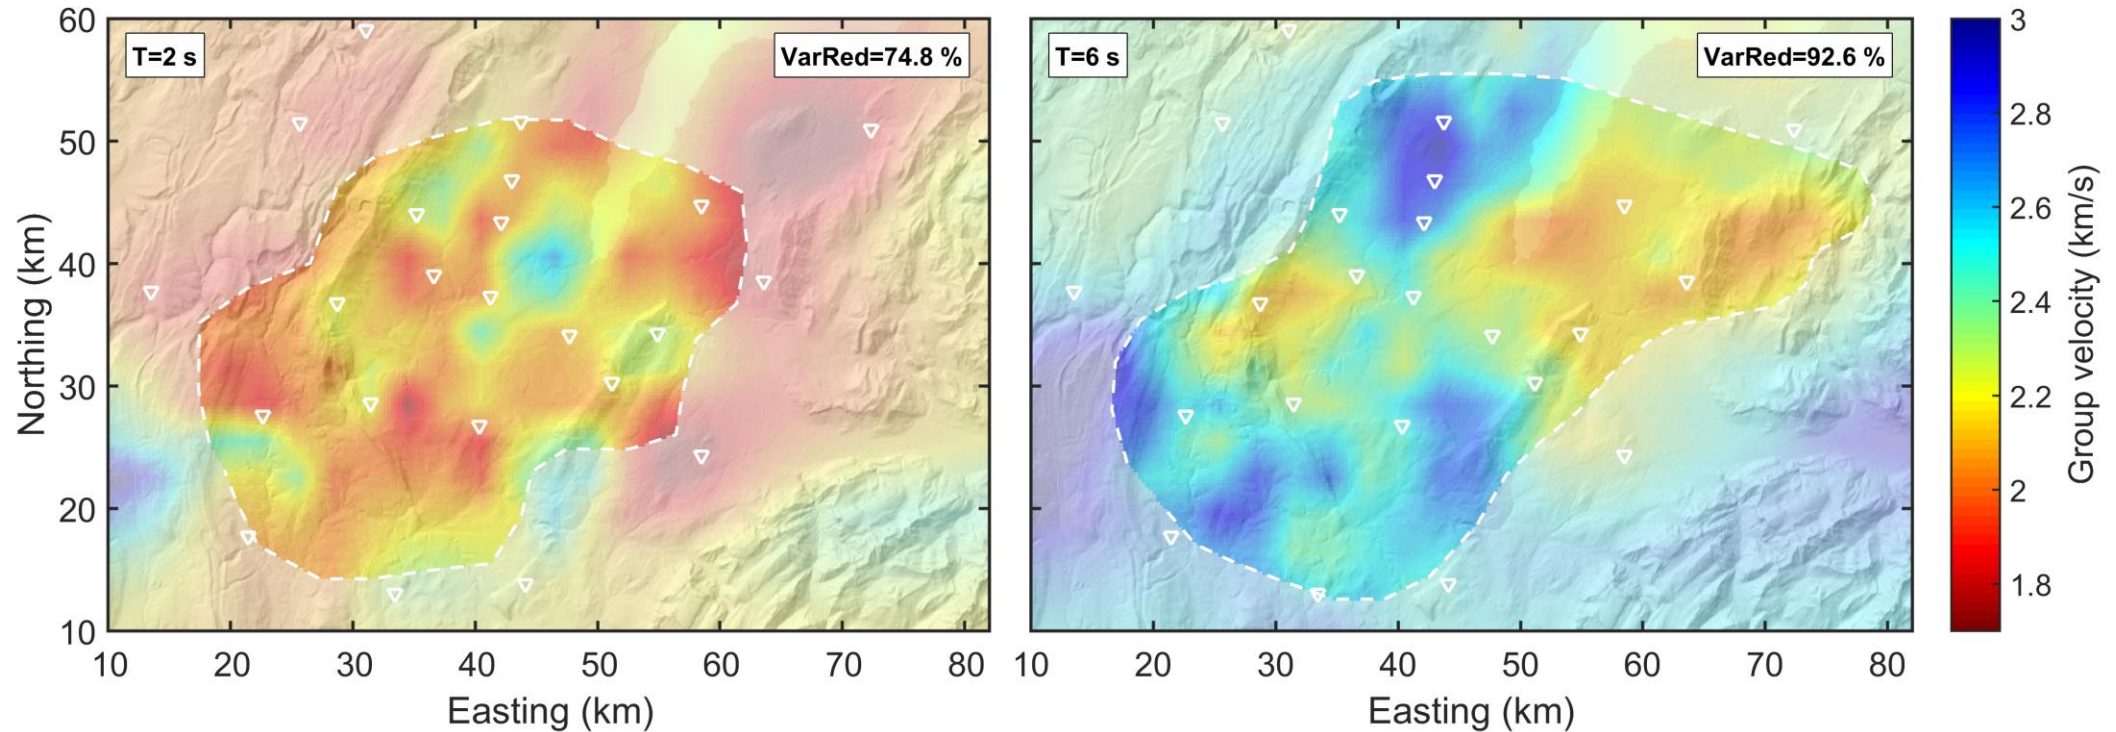 T=2 s
VarRed=74.8 %
60
50
40
30
20
10
Northing (km)
10 20 30 40 50 60 70 80
Easting (km)
T=6 s
VarRed=92.6 %
10 20 30 40 50 60 70 80
Easting (km)
3
2.8
2.6
2.4
2.2
2
1.8
Group velocity (km/s)